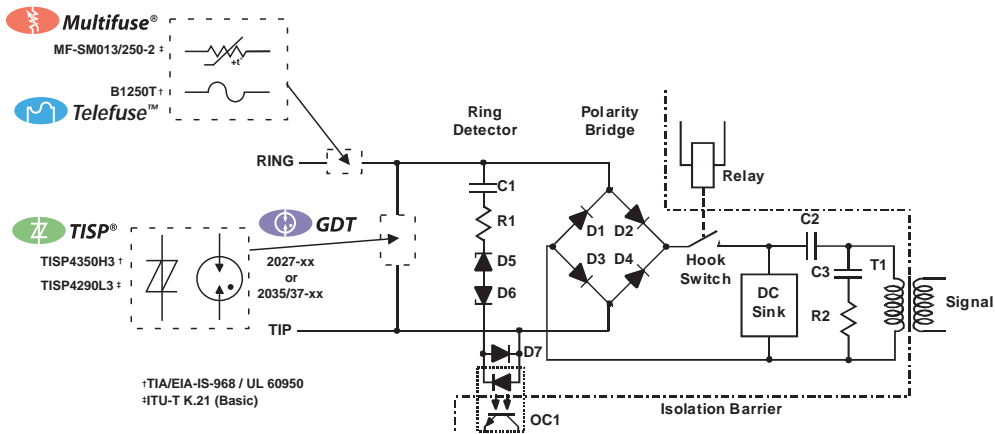 Multifuse®
MF-SM013/250-2 ‡
+t°
B1250T †
Telefuse™
Ring
Detector
Polarity
Bridge
RING
C1
R1
D5
D6
D1
D2
D3
D4
Relay
Hook
Switch
C2
C3
T1
DC
Sink
R2
Signal
TISP®
GDT
TISP4350H3 †
TISP4290L3 ‡
2027-xx
or
2035/37-xx
TIP
D7
OC1
Isolation Barrier
†TIA/EIA-IS-968 / UL 60950
‡ITU-T K.21 (Basic)